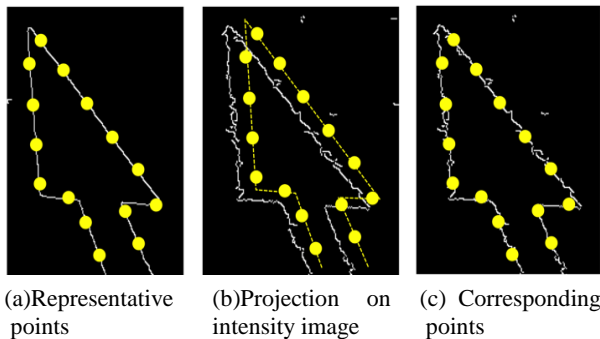 (a)Representative points
(b)Projection on intensity image
(c) Corresponding points